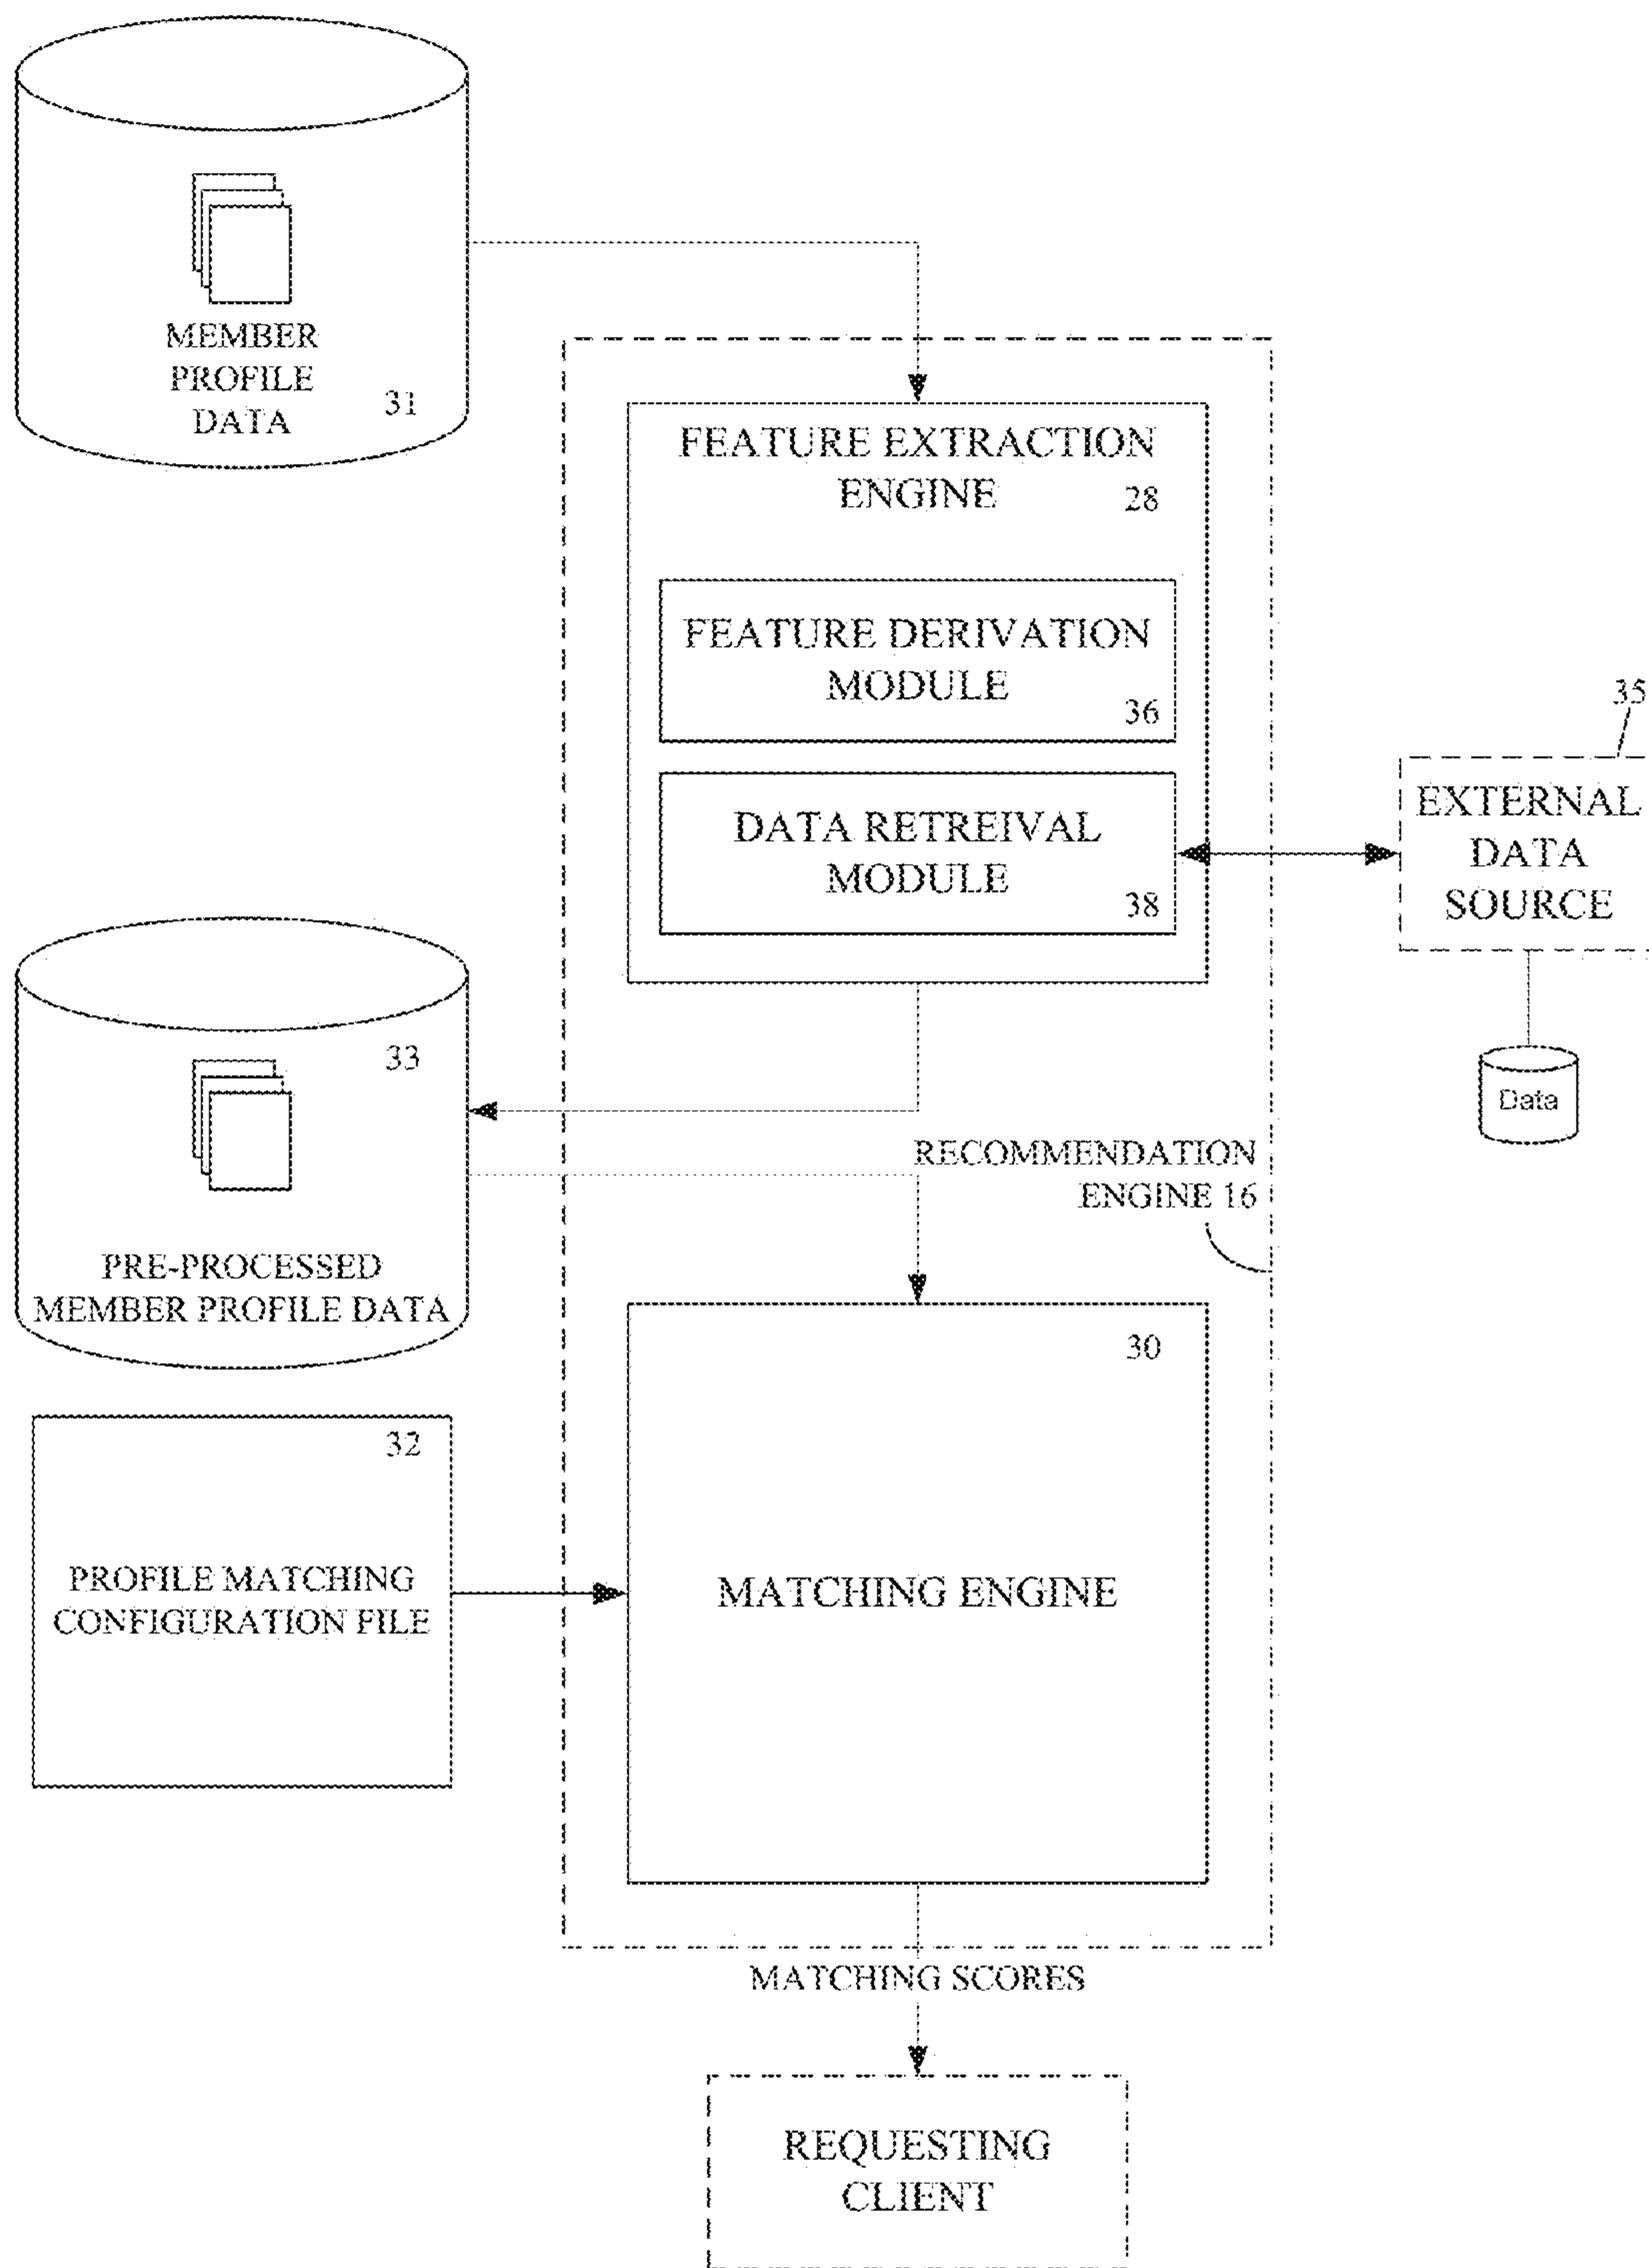 MEMBER
PROFILE
DATA
31
FEATURE EXTRACTION
ENGINE
28
FEATURE DERIVATION
MODULE
36
DATA RETREIVAL
MODULE
38
35
EXTERNAL
DATA
SOURCE
Data
33
PRE-PROCESSED
MEMBER PROFILE DATA
RECOMMENDATION
ENGINE 16
30
MATCHING ENGINE
32
PROFILE MATCHING
CONFIGURATION FILE
MATCHING SCORES
REQUESTING
CLIENT